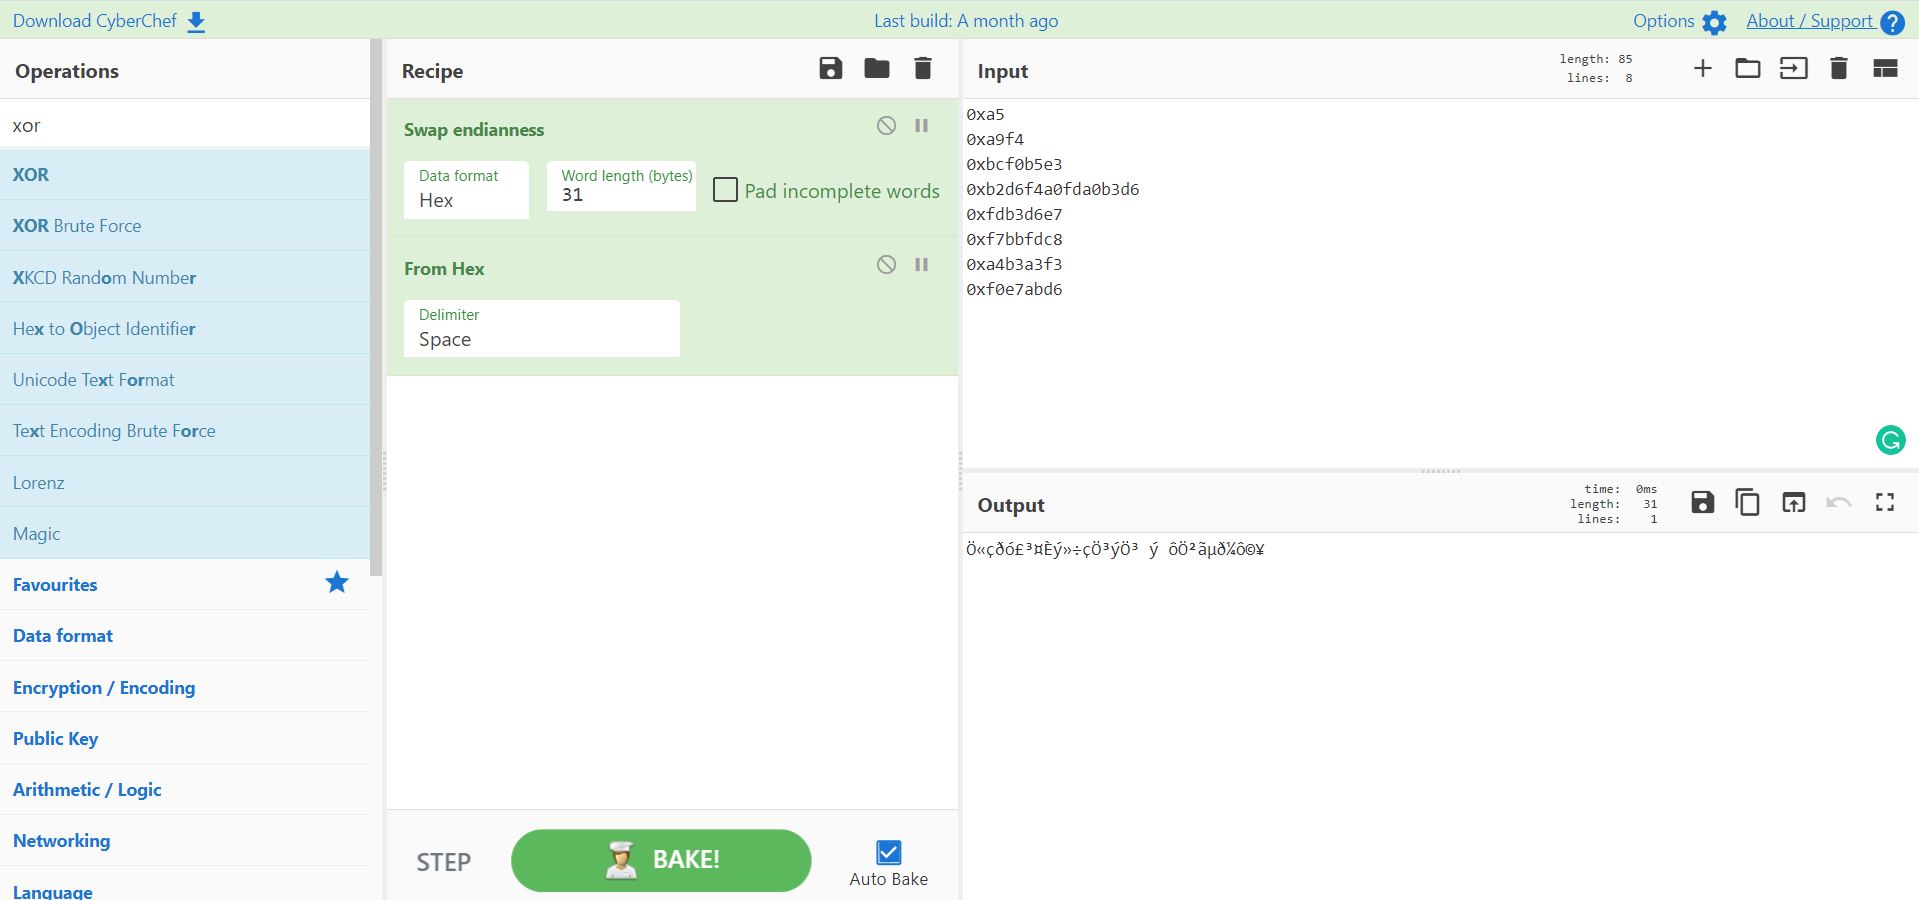 Download CyberChef
Last build: A month ago
Options
About / Support
?
Operations
xor
XOR
XOR Brute Force
XKCD Random Number
Hex to Object Identifier
Unicode Text Format
Text Encoding Brute Force
Lorenz
Magic
Favourites
Data format
Encryption / Encoding
Public Key
Arithmetic / Logic
Networking
Language
Recipe
Swap endianness
Data format
Hex
Word length (bytes)
31
Pad incomplete words
From Hex
Delimiter
Space
STEP
BAKE!
Auto Bake
Input
length: 85
lines: 8
0xa5
0xa9f4
0xbcf0b5e3
0xb2d6f4a0fda0b3d6
0xfdb3d6e7
0xf7bbfdc8
0xa4b3a3f3
0xf0e7abd6
Output
time: 0ms
length: 31
lines: 1
Ö«çðó£³¤Èý»÷çÖ³ýÖ³ ý ôÖ²ãµð¼ô©¥